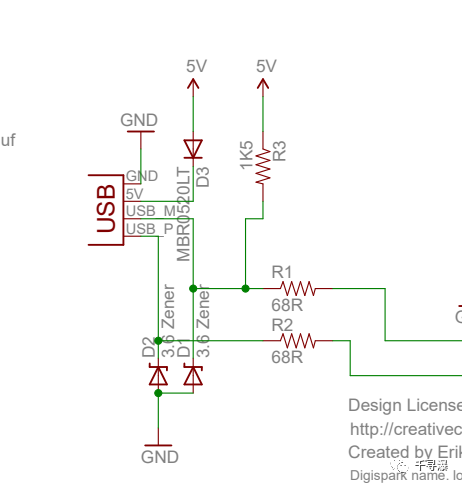 5V
5V
GND
uf
1K5
R3
D3
MBR0520LT
USB
GND
5V
USB_M
USB_P
R1
68R
R2
68R
D2
3.6 Zener
D1
3.6 Zener
GND
Design License
http://creativec
Created by Erik
Digispark name, lo
千寻瀑